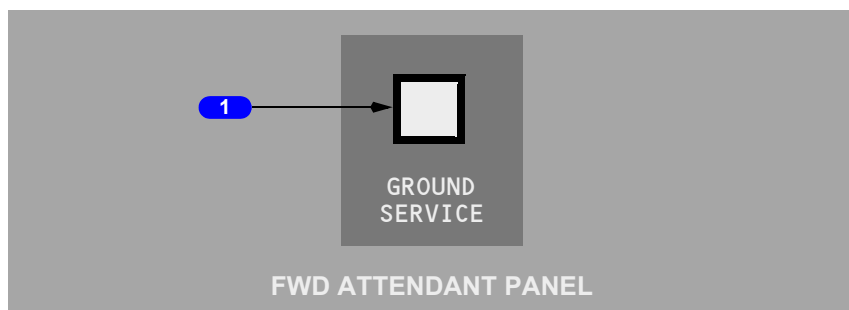 1
GROUND
SERVICE
FWD ATTENDANT PANEL